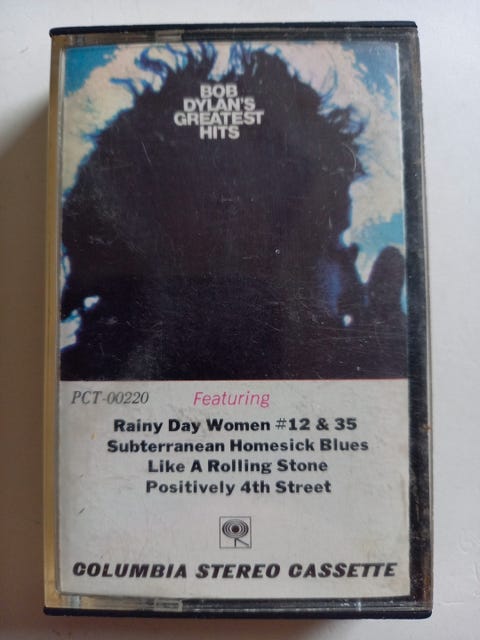 BOB
DYLAN'S
GREATEST
HITS
PCT-00220 Featuring
Rainy Day Women #12 & 35
Subterranean Homesick Blues
Like A Rolling Stone
Positively 4th Street
COLUMBIA STEREO CASSETTE